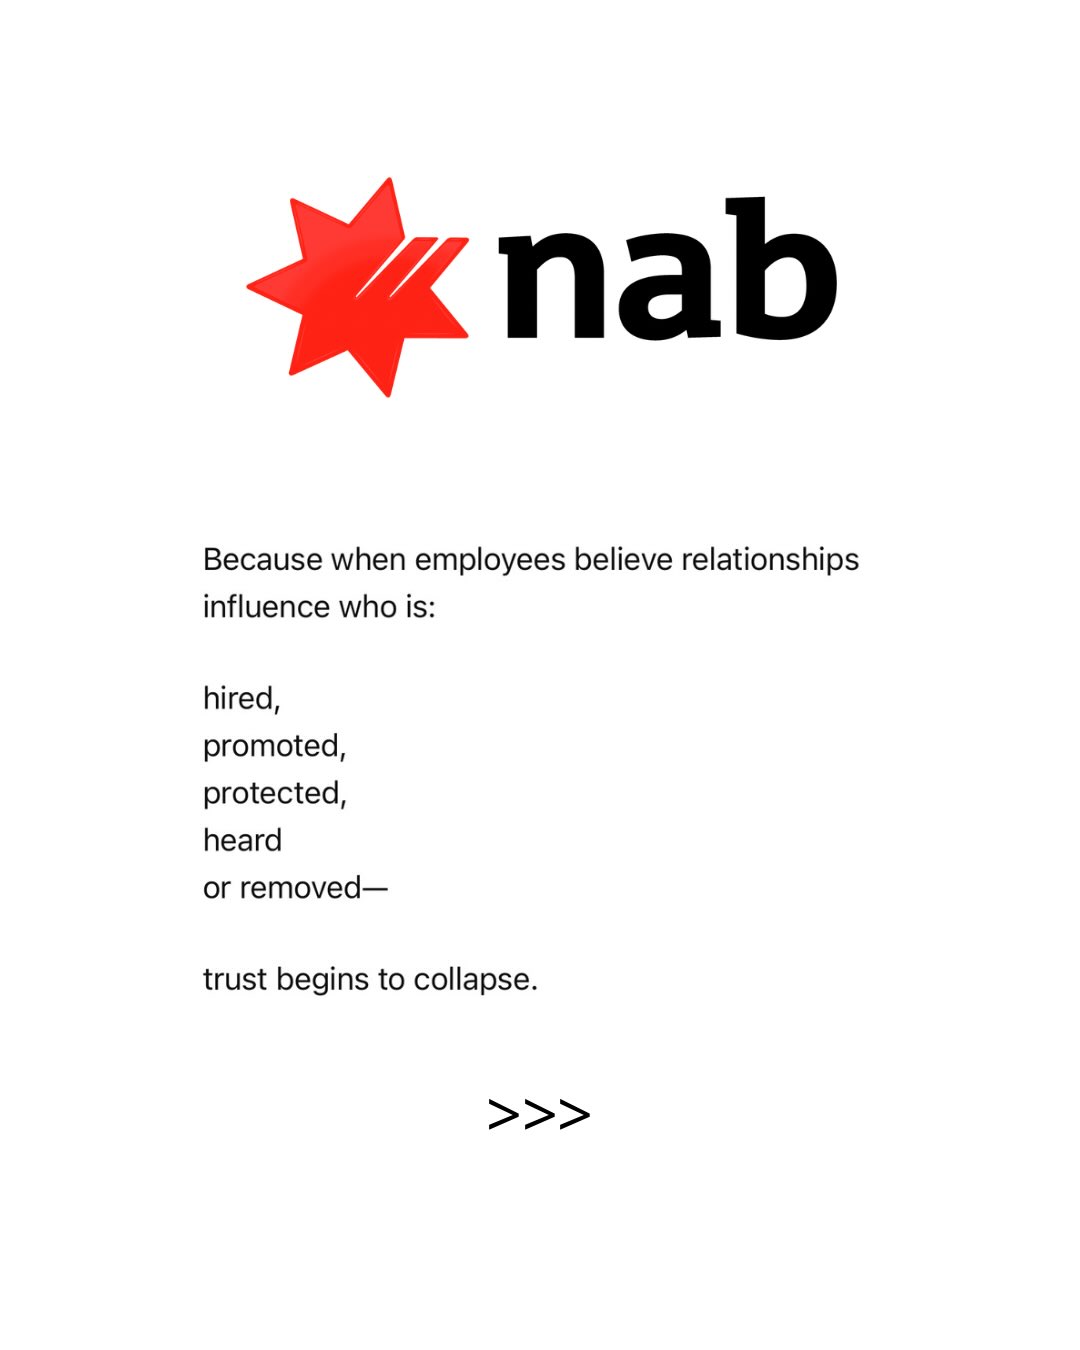 nab
Because when employees believe relationships
influence who is:
hired,
promoted,
protected,
heard
or removed—
trust begins to collapse.
>>>